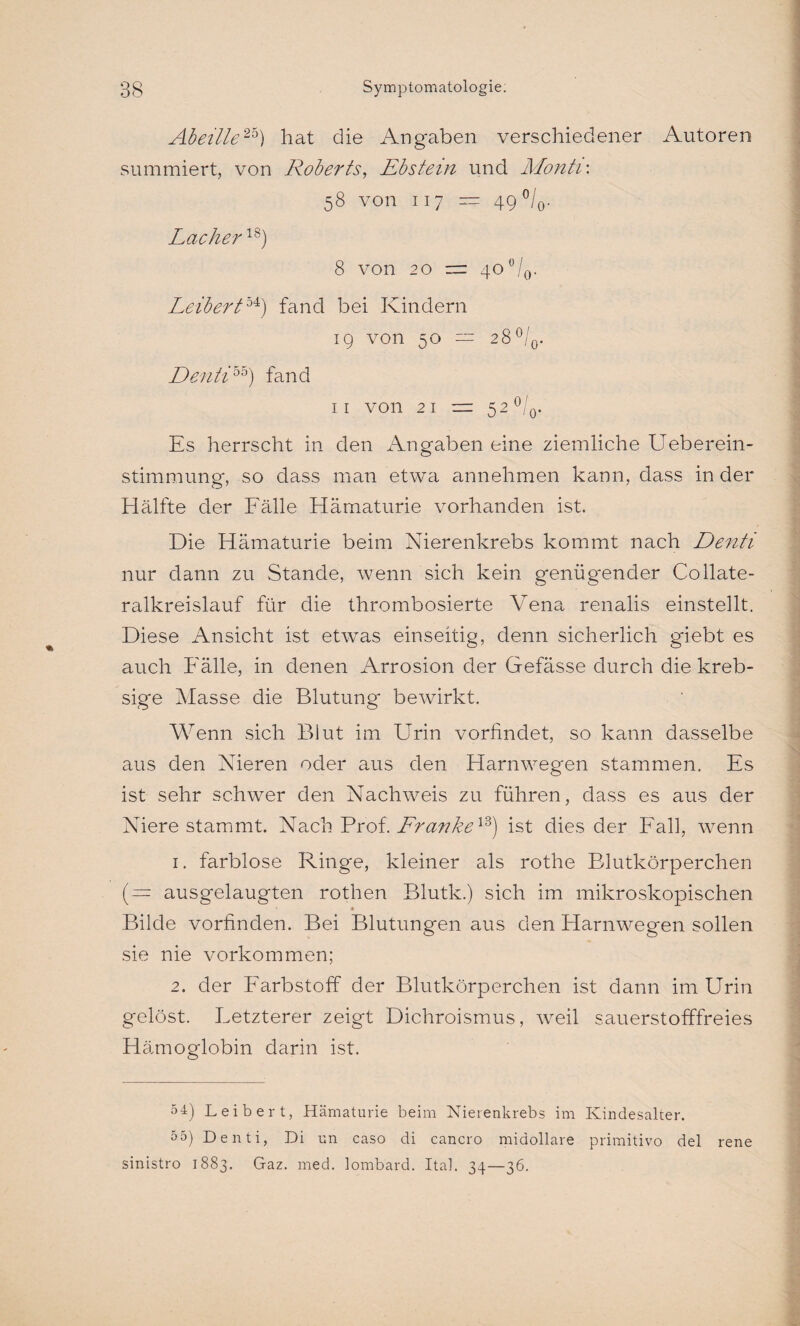 38 Symptomatologie.
Abeille²⁵) hat die Angaben verschiedener Autoren
summiert, von Roberts, Ebstein und Monti:
58 von 117 = 49 %.
Lacher¹⁸)
8 von 20 = 40 %.
Leibert⁵⁴) fand bei Kindern
19 von 50 = 28 %.
Denti⁵⁵) fand
11 von 21 = 52 %.
Es herrscht in den Angaben eine ziemliche Ueberein-
stimmung, so dass man etwa annehmen kann, dass in der
Hälfte der Fälle Hämaturie vorhanden ist.
Die Hämaturie beim Nierenkrebs kommt nach Denti
nur dann zu Stande, wenn sich kein genügender Collate-
ralkreislauf für die thrombosierte Vena renalis einstellt.
Diese Ansicht ist etwas einseitig, denn sicherlich giebt es
auch Fälle, in denen Arrosion der Gefässe durch die kreb-
sige Masse die Blutung bewirkt.
Wenn sich Blut im Urin vorfindet, so kann dasselbe
aus den Nieren oder aus den Harnwegen stammen. Es
ist sehr schwer den Nachweis zu führen, dass es aus der
Niere stammt. Nach Prof. Franke¹³) ist dies der Fall, wenn
1. farblose Ringe, kleiner als rothe Blutkörperchen
(= ausgelaugten rothen Blutk.) sich im mikroskopischen
Bilde vorfinden. Bei Blutungen aus den Harnwegen sollen
sie nie vorkommen;
2. der Farbstoff der Blutkörperchen ist dann im Urin
gelöst. Letzterer zeigt Dichroismus, weil sauerstofffreies
Hämoglobin darin ist.
54) Leibert, Hämaturie beim Nierenkrebs im Kindesalter.
55) Denti, Di un caso di cancro midollare primitivo del rene
sinistro 1883. Gaz. med. lombard. Ital. 34—36.